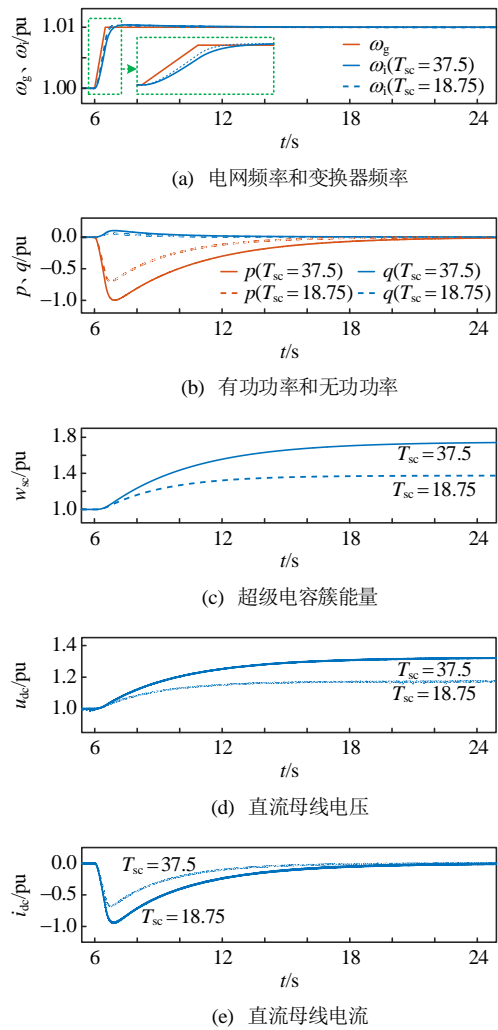 ω_g、ω_i/pu
1.01
1.00
ω_g
ω_i(T_sc＝37.5)
ω_i(T_sc＝18.75)
6 12 18 24
t/s
(a) 电网频率和变换器频率
p、q/pu
0.0
−0.5
−1.0
p(T_sc＝37.5) q(T_sc＝37.5)
p(T_sc＝18.75) q(T_sc＝18.75)
6 12 18 24
t/s
(b) 有功功率和无功功率
w_sc/pu
1.8
1.4
1.0
T_sc＝37.5
T_sc＝18.75
6 12 18 24
t/s
(c) 超级电容簇能量
u_dc/pu
1.4
1.2
1.0
T_sc＝37.5
T_sc＝18.75
6 12 18 24
t/s
(d) 直流母线电压
i_dc/pu
0.0
−0.5
−1.0
T_sc＝37.5
T_sc＝18.75
6 12 18 24
t/s
(e) 直流母线电流